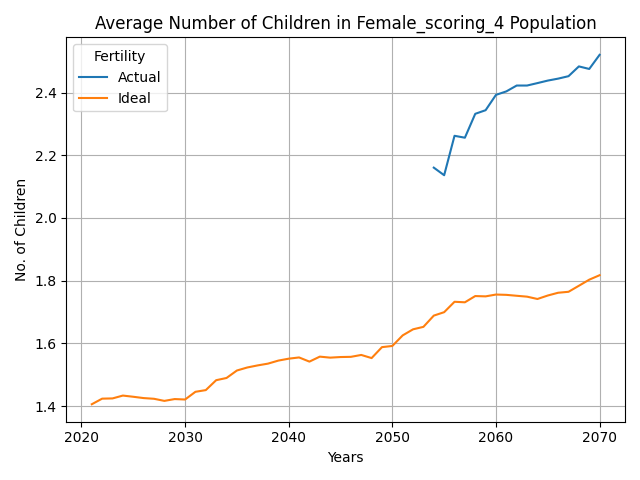 Average Number of Children in Female_scoring_4 Population
Fertility
Actual
Ideal
No. of Children
2.4
2.2
2.0
1.8
1.6
1.4
2020 2030 2040 2050 2060 2070
Years